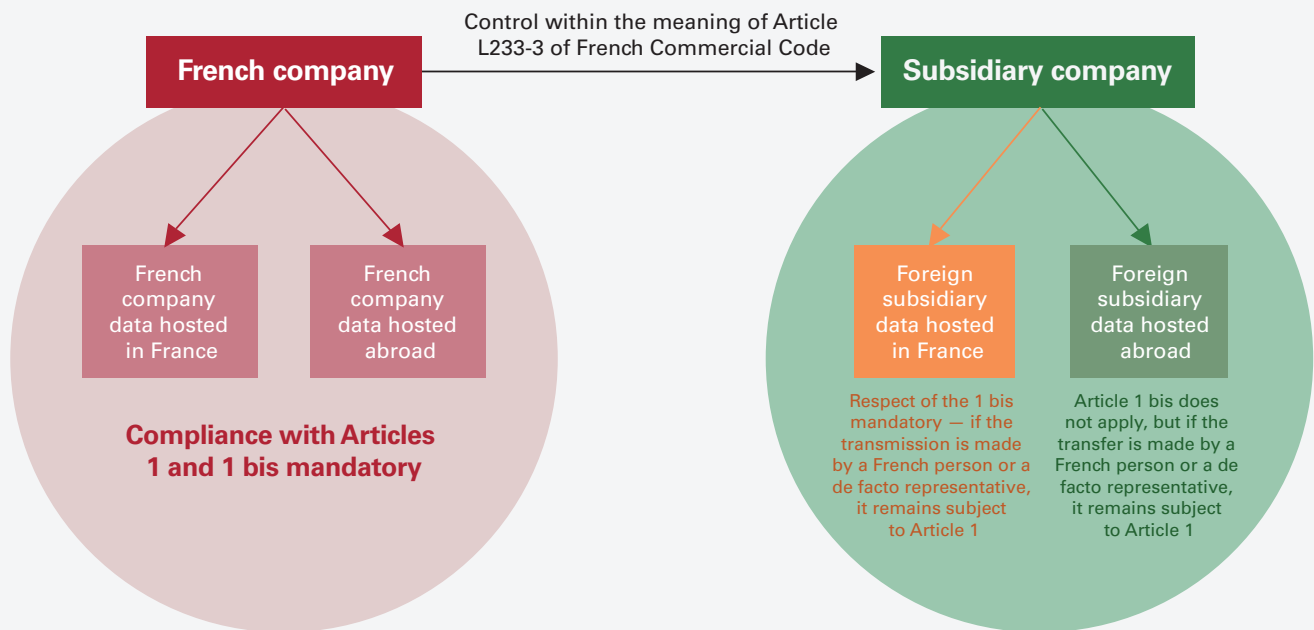 Control within the meaning of Article
L233-3 of French Commercial Code
French company
Subsidiary company
French
company
data hosted
in France
French
company
data hosted
abroad
Compliance with Articles
1 and 1 bis mandatory
Foreign
subsidiary
data hosted
in France
Foreign
subsidiary
data hosted
abroad
Respect of the 1 bis
mandatory — if the
transmission is made
by a French person or a
de facto representative,
it remains subject
to Article 1
Article 1 bis does
not apply, but if the
transfer is made by a
French person or a de
facto representative,
it remains subject
to Article 1